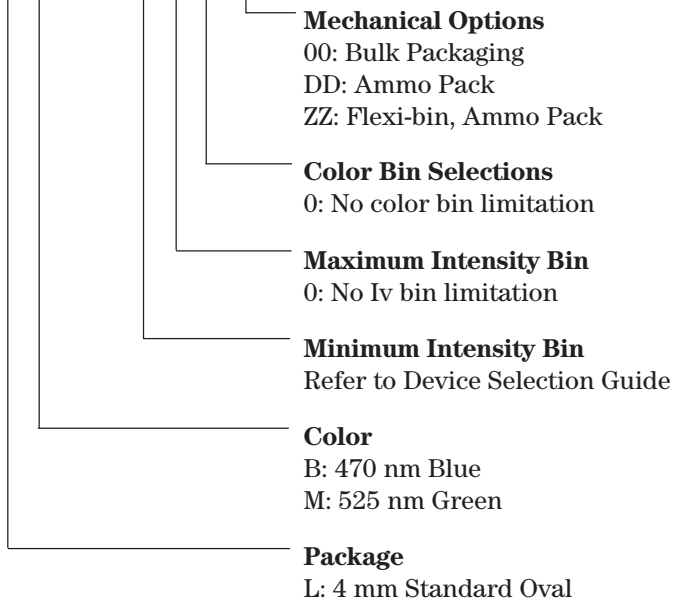 Mechanical Options
00: Bulk Packaging
DD: Ammo Pack
ZZ: Flexi-bin, Ammo Pack
Color Bin Selections
0: No color bin limitation
Maximum Intensity Bin
0: No Iv bin limitation
Minimum Intensity Bin
Refer to Device Selection Guide
Color
B: 470 nm Blue
M: 525 nm Green
Package
L: 4 mm Standard Oval